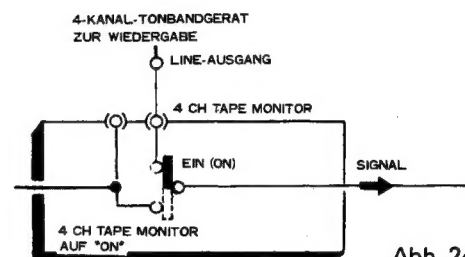 4-KANAL-TONBANDGERAT
ZUR WIEDERGABE
LINE-AUSGANG
4 CH TAPE MONITOR
EIN (ON)
SIGNAL
4 CH TAPE MONITOR
AUF "ON"
Abb.